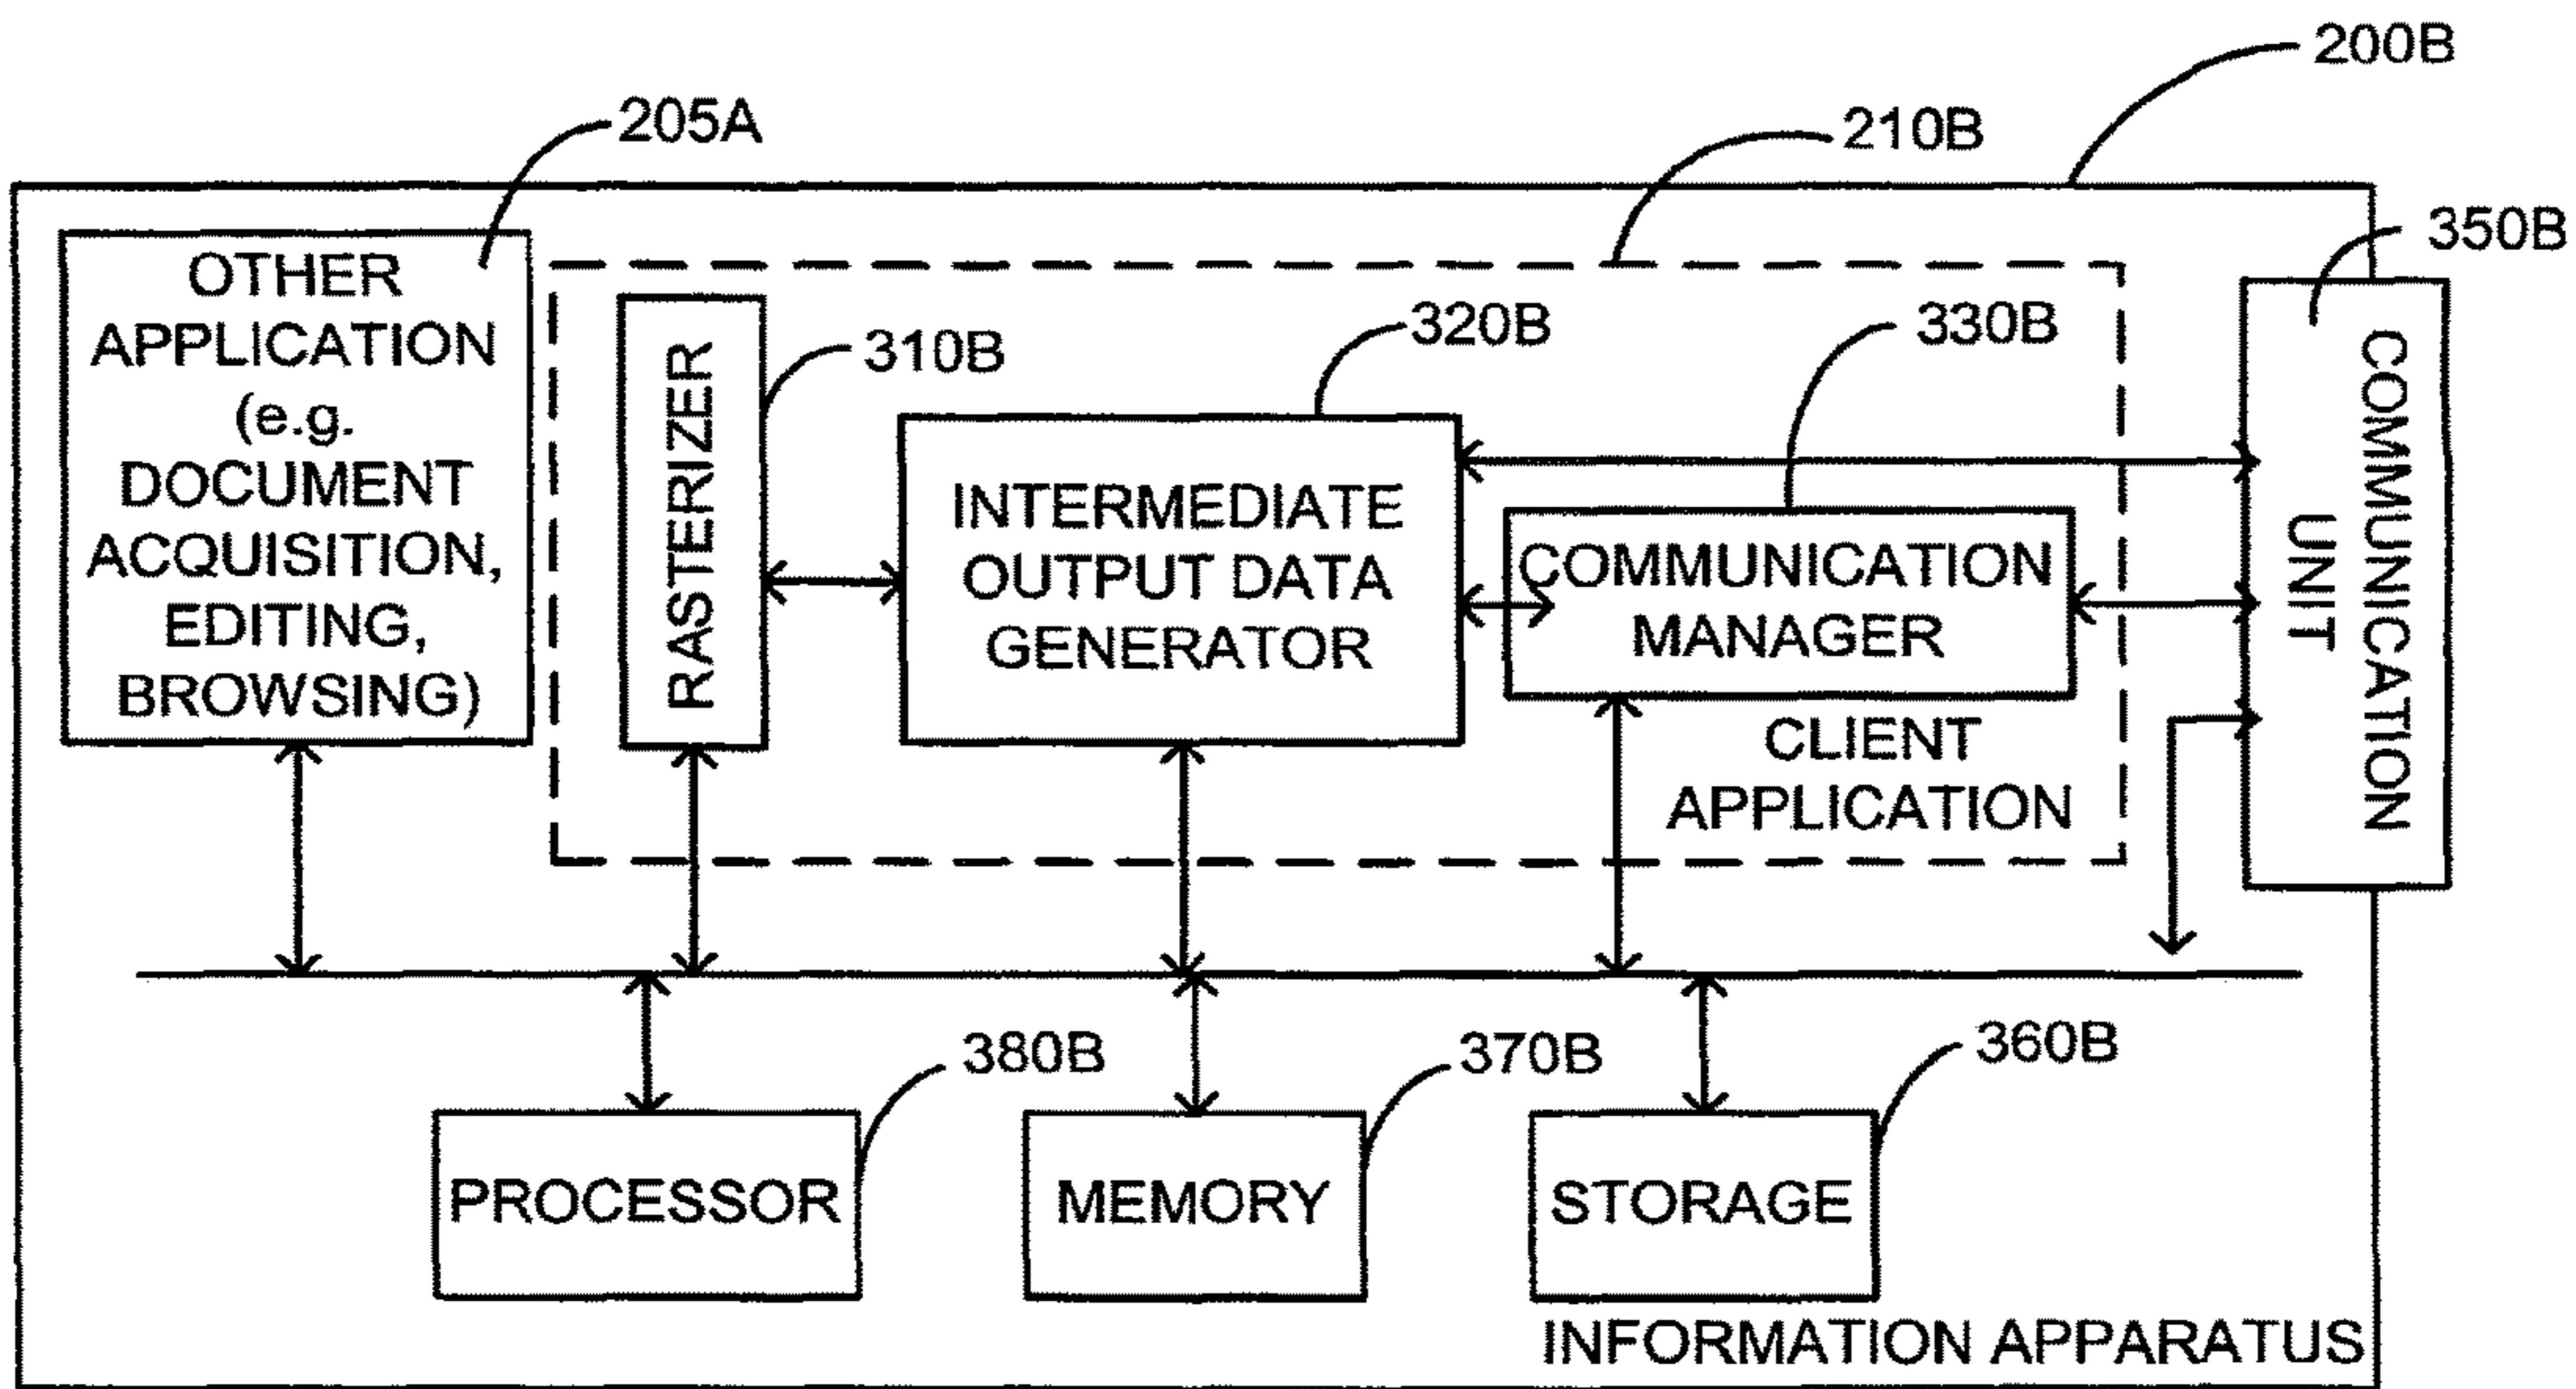 200B
205A
210B
350B
OTHER
APPLICATION
(e.g.
DOCUMENT
ACQUISITION,
EDITING,
BROWSING)
RASTERIZER
310B
320B
330B
INTERMEDIATE
OUTPUT DATA
GENERATOR
COMMUNICATION
MANAGER
CLIENT
APPLICATION
COMMUNICATION
UNIT
380B
370B
360B
PROCESSOR
MEMORY
STORAGE
INFORMATION APPARATUS